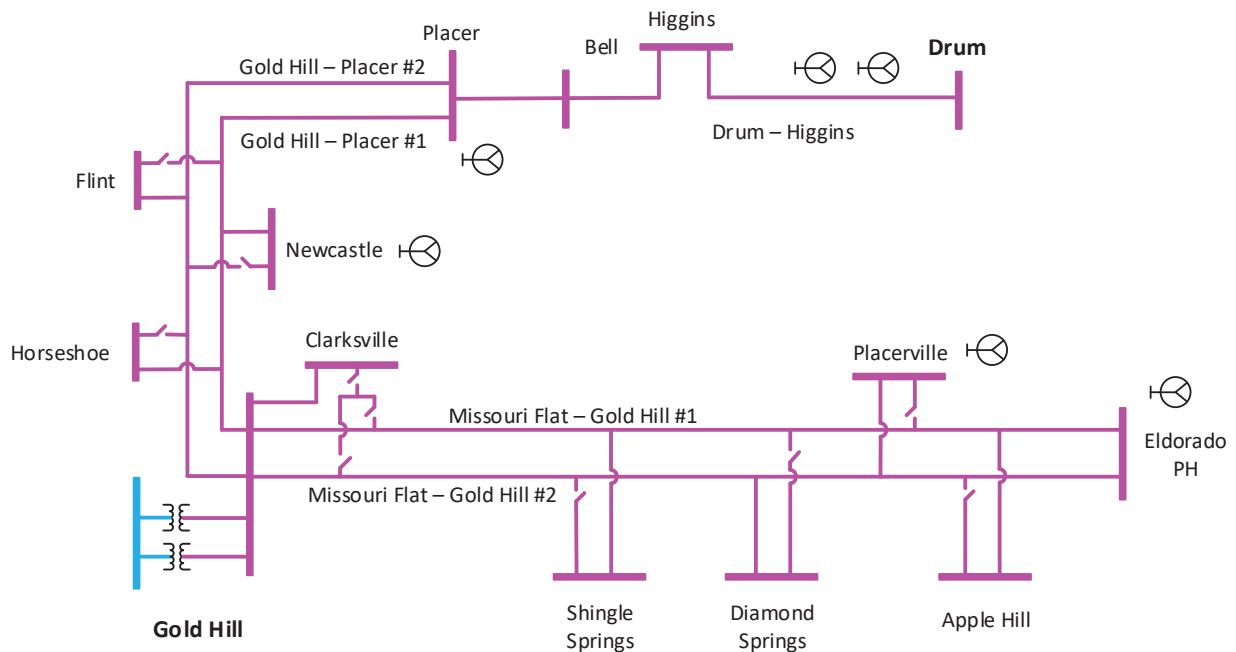 Higgins
Placer
Bell
Drum
Gold Hill – Placer #2
Gold Hill – Placer #1
Drum – Higgins
Flint
Newcastle
Horseshoe
Clarksville
Placerville
Missouri Flat – Gold Hill #1
Eldorado
PH
Missouri Flat – Gold Hill #2
Gold Hill
Shingle
Springs
Diamond
Springs
Apple Hill